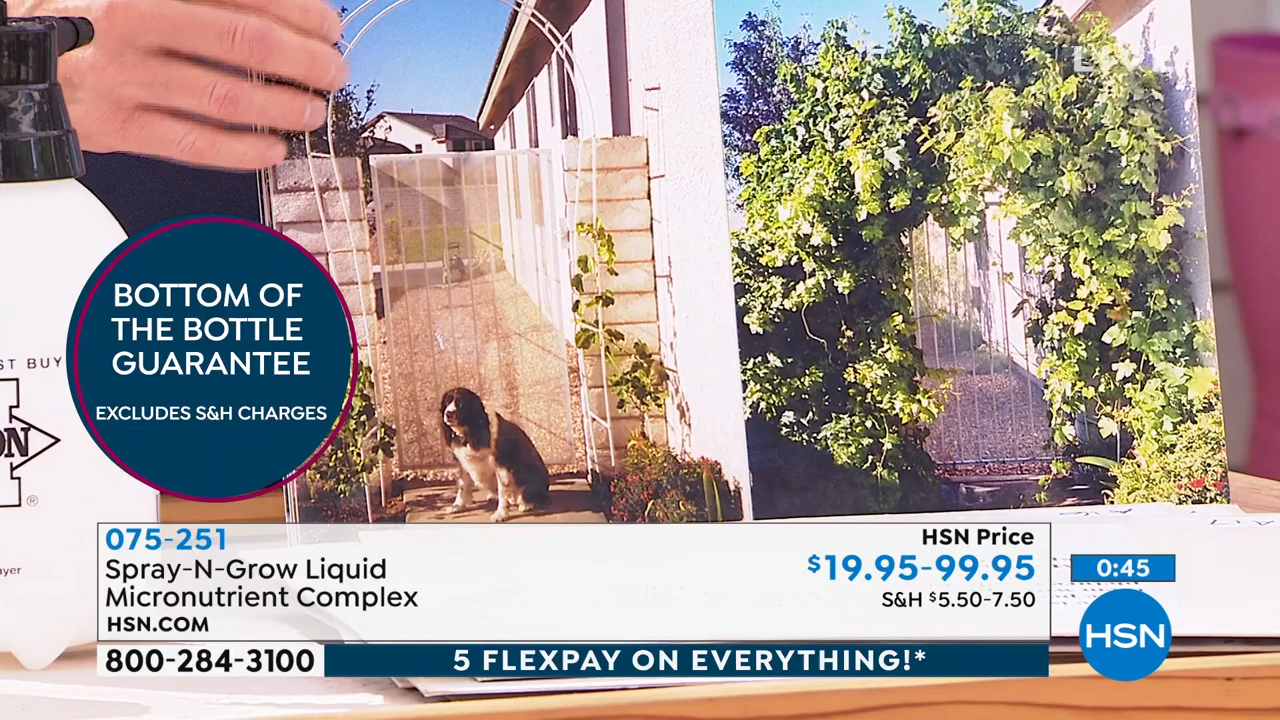 BOTTOM OF
THE BOTTLE
GUARANTEE
EXCLUDES S&H CHARGES
BUY
®
075-251
Spray-N-Grow Liquid
Micronutrient Complex
HSN.COM
HSN Price
$19.95-99.95
S&H $5.50-7.50
0:45
HSN
800-284-3100
5 FLEXPAY ON EVERYTHING!*